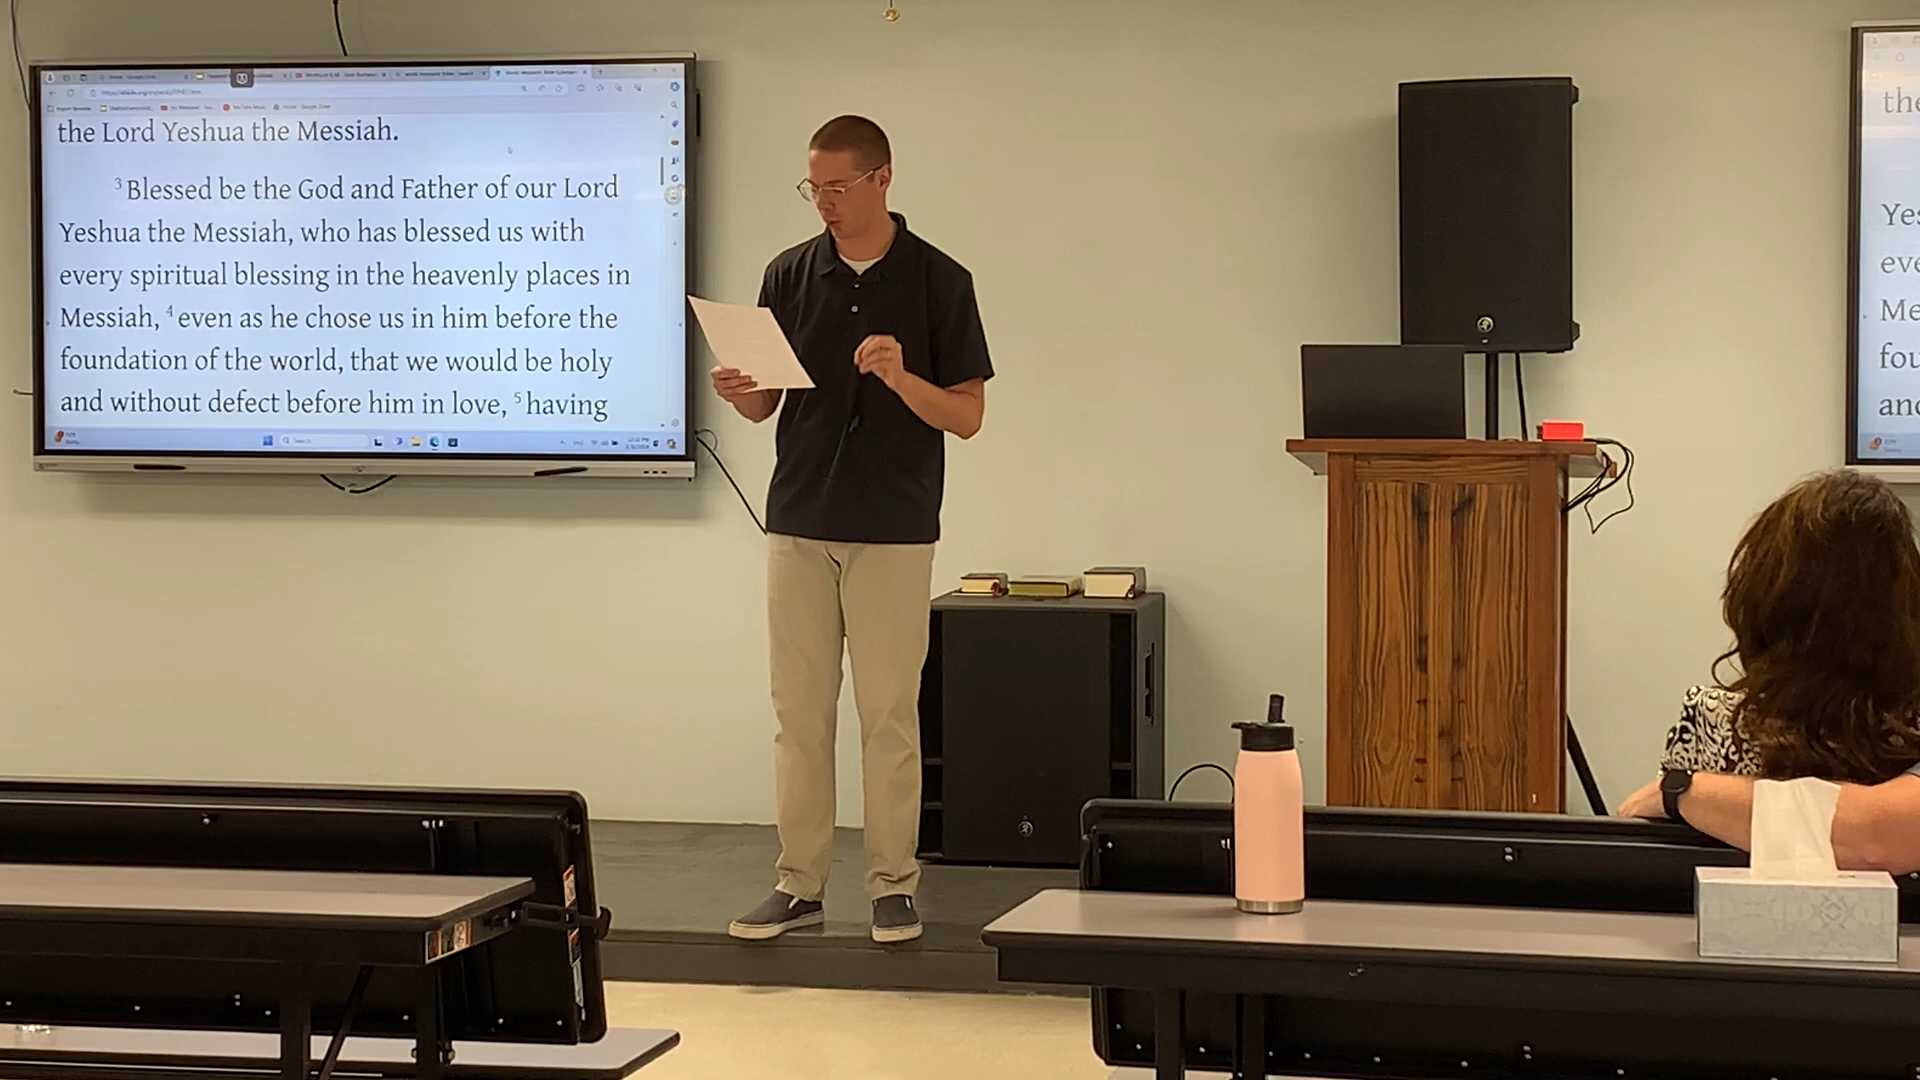 the Lord Yeshua the Messiah.
3 Blessed be the God and Father of our Lord
Yeshua the Messiah, who has blessed us with
every spiritual blessing in the heavenly places in
Messiah, 4 even as he chose us in him before the
foundation of the world, that we would be holy
and without defect before him in love, 5 having
Search
the
Yes
eve
Me
fou
and